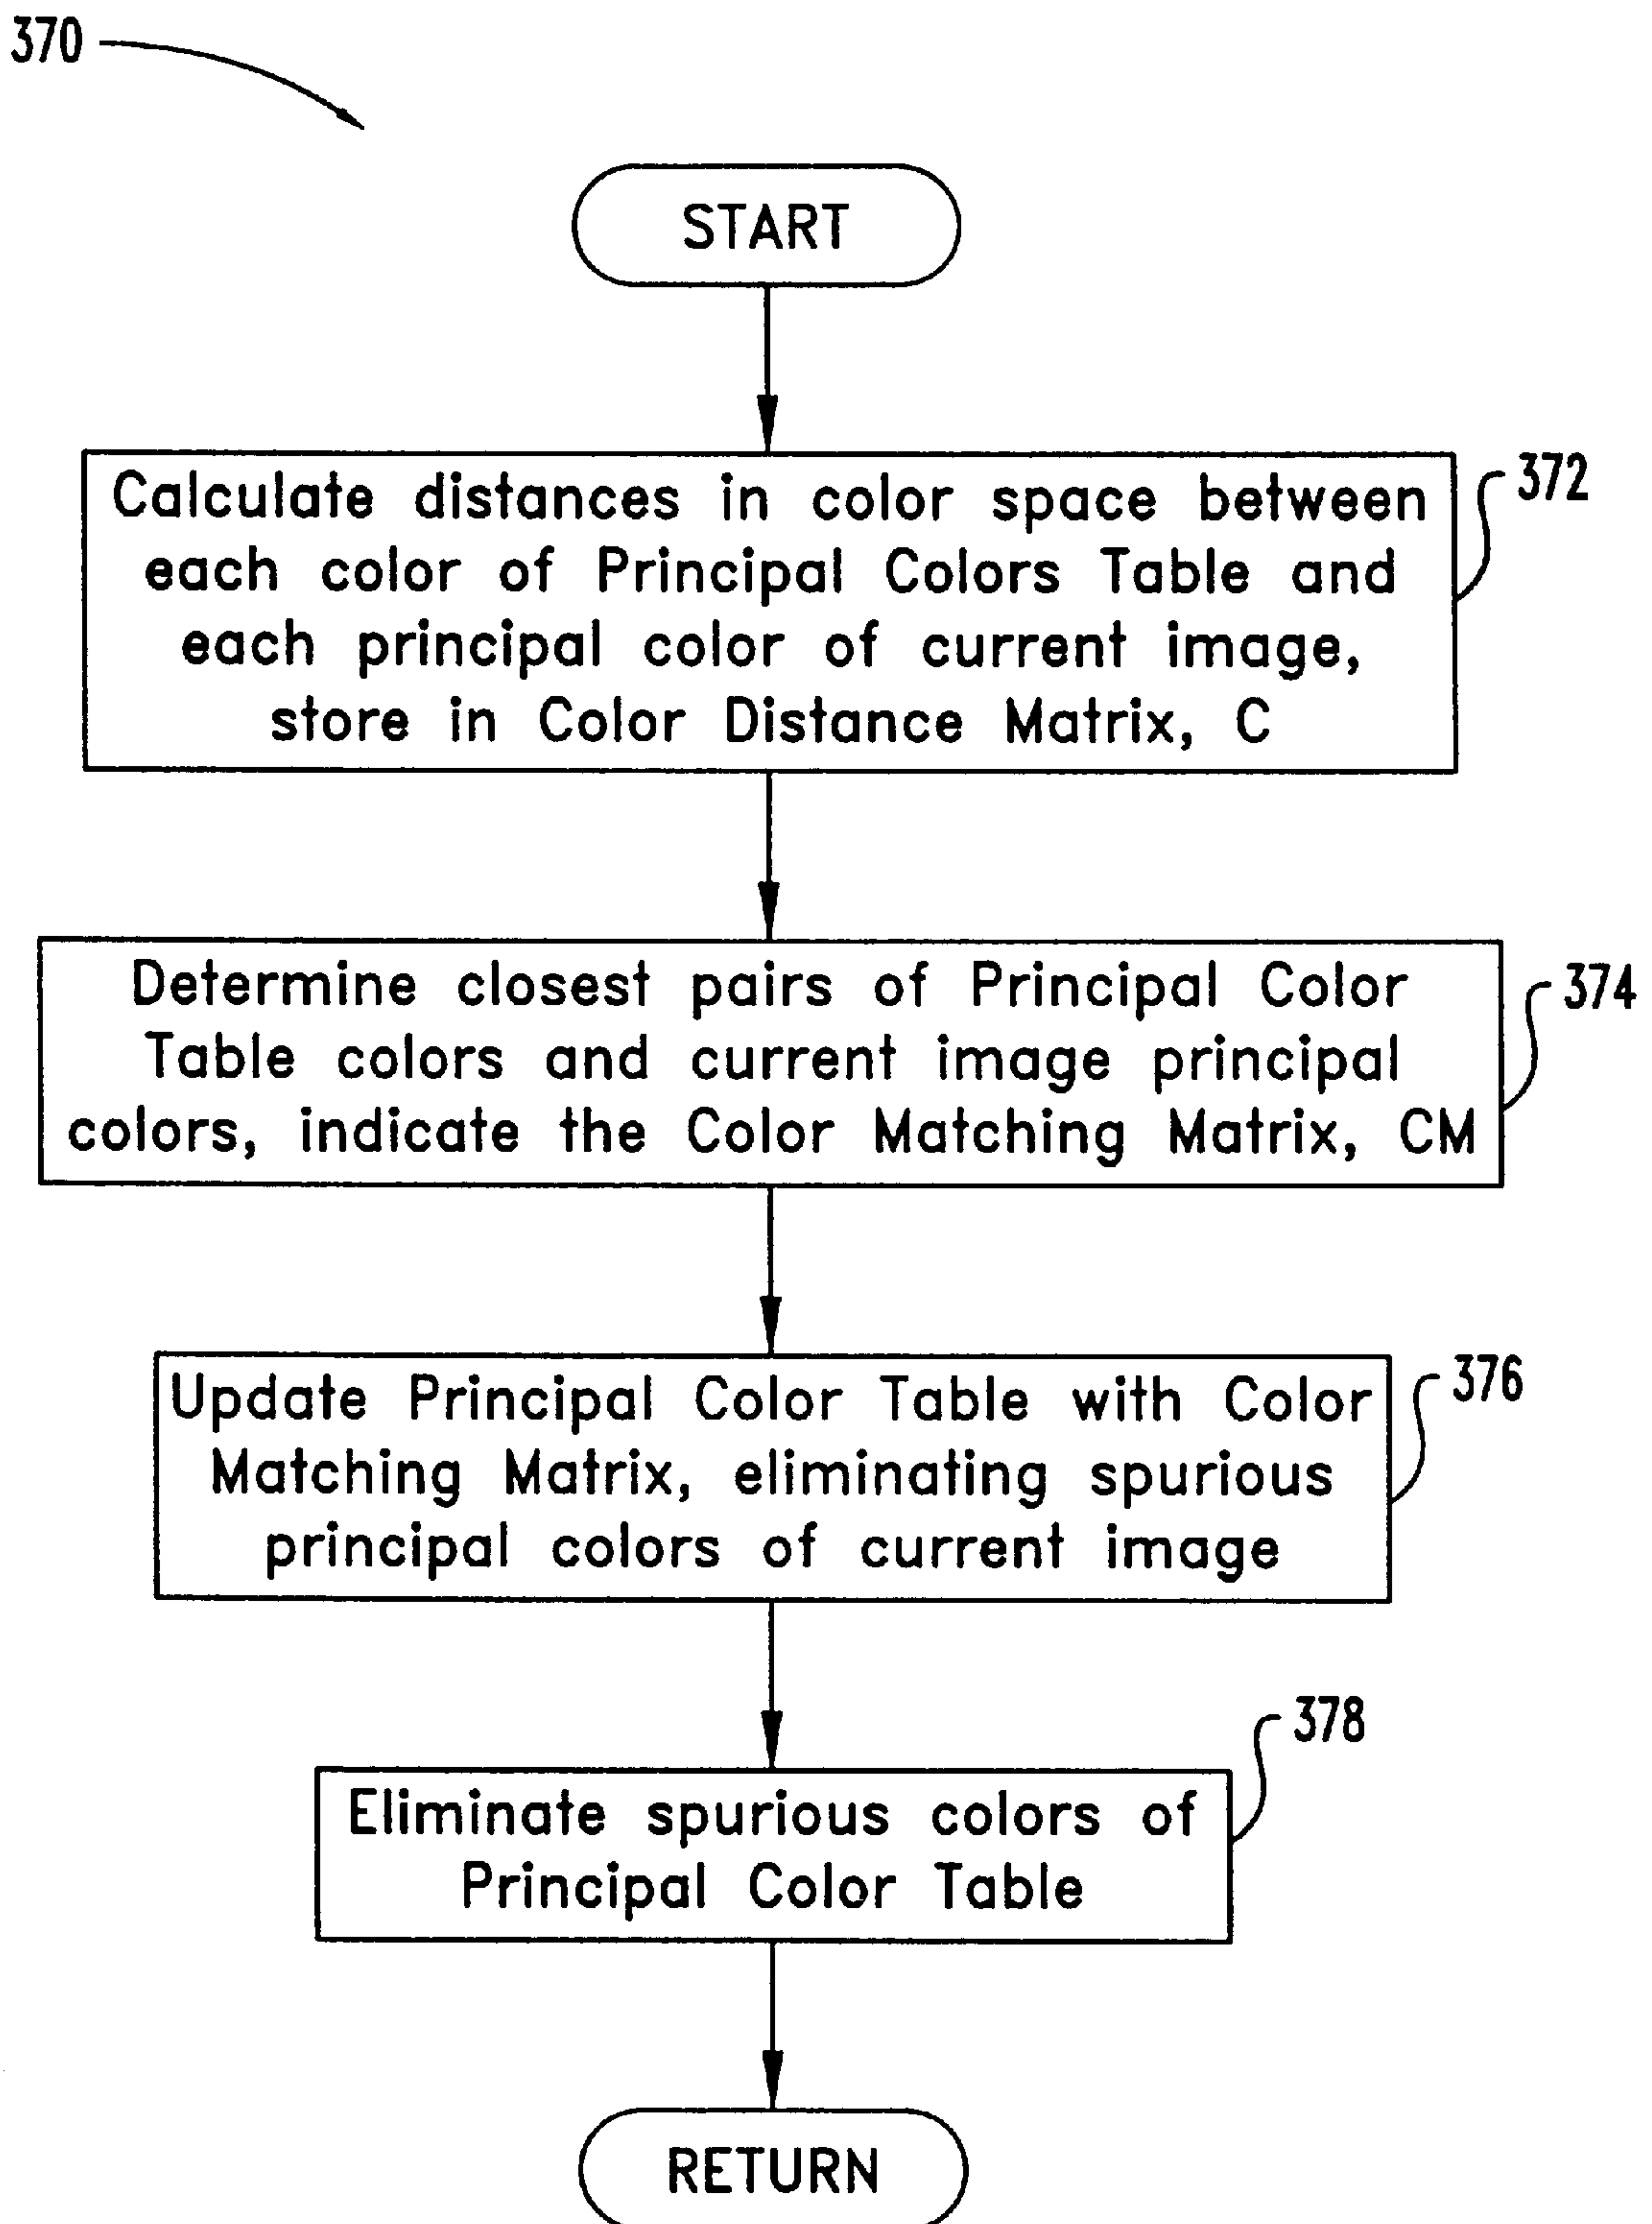 370
START
Calculate distances in color space between
each color of Principal Colors Table and
each principal color of current image,
store in Color Distance Matrix, C
372
Determine closest pairs of Principal Color
Table colors and current image principal
colors, indicate the Color Matching Matrix, CM
374
Update Principal Color Table with Color
Matching Matrix, eliminating spurious
principal colors of current image
376
Eliminate spurious colors of
Principal Color Table
378
RETURN